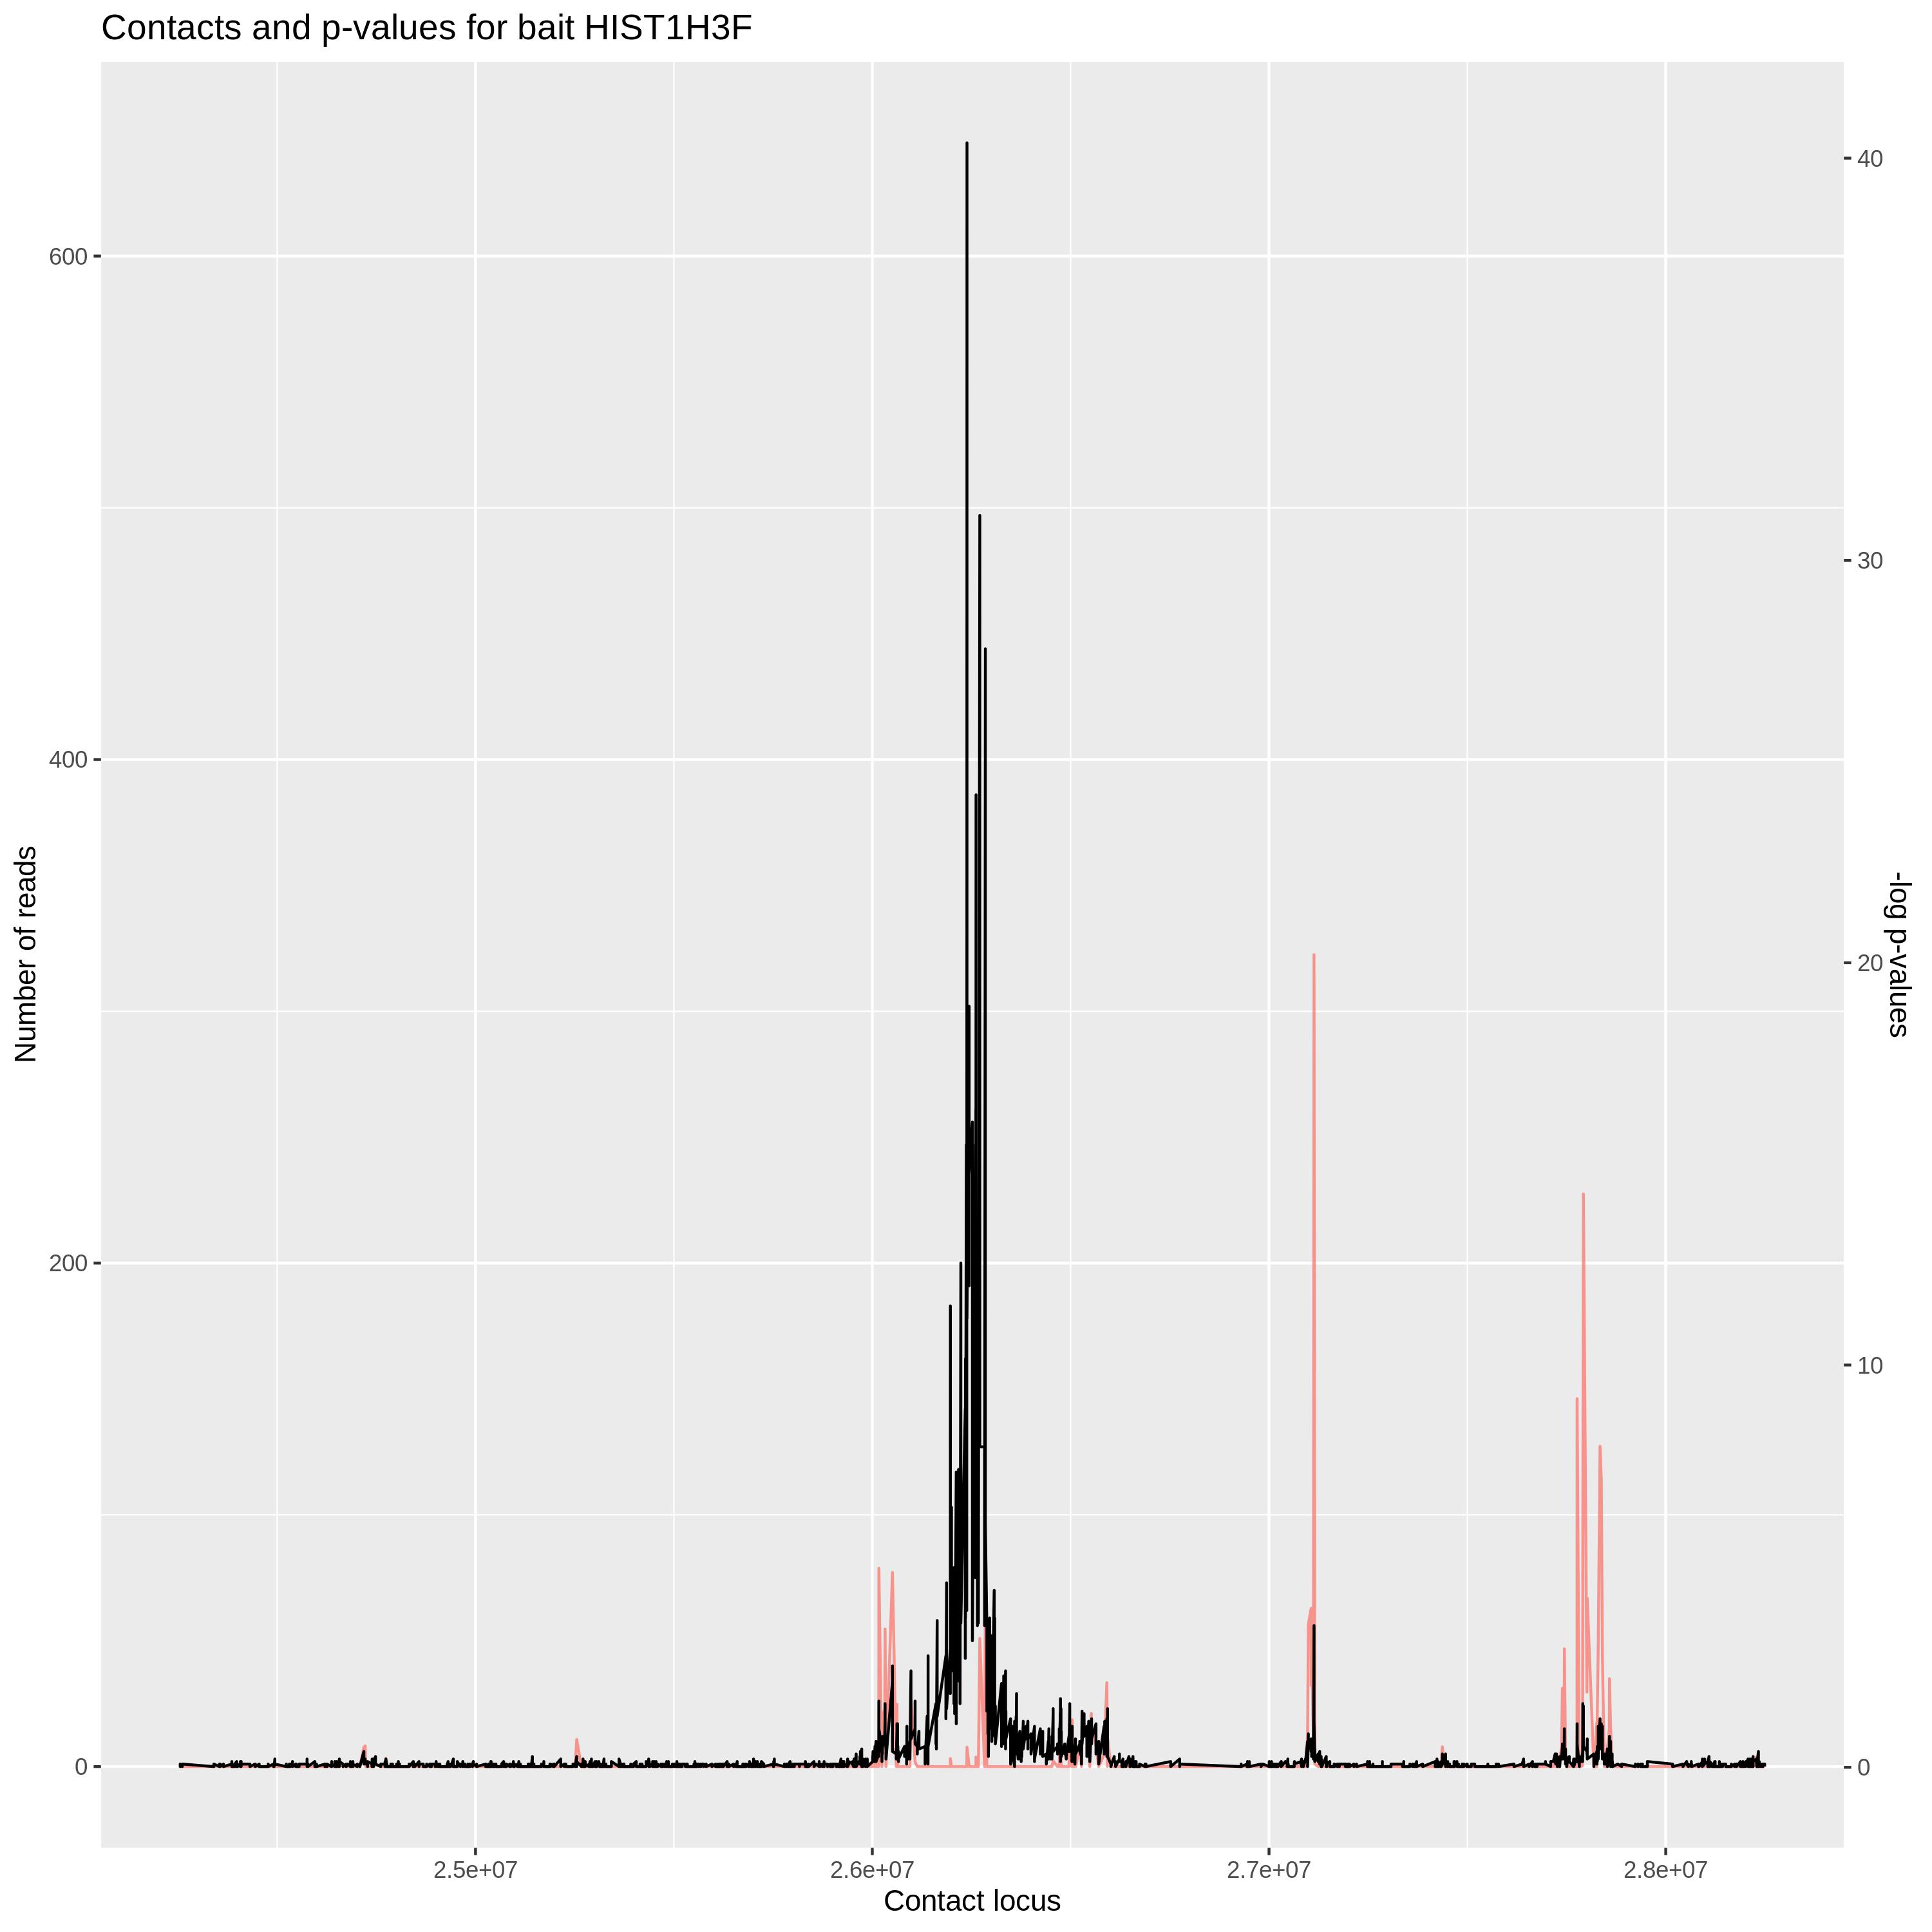 Contacts and p-values for bait HIST1H3F
Number of reads
600
400
200
0
40
30
20
10
0
-log p-values
2.5e+07 2.6e+07 2.7e+07 2.8e+07
Contact locus